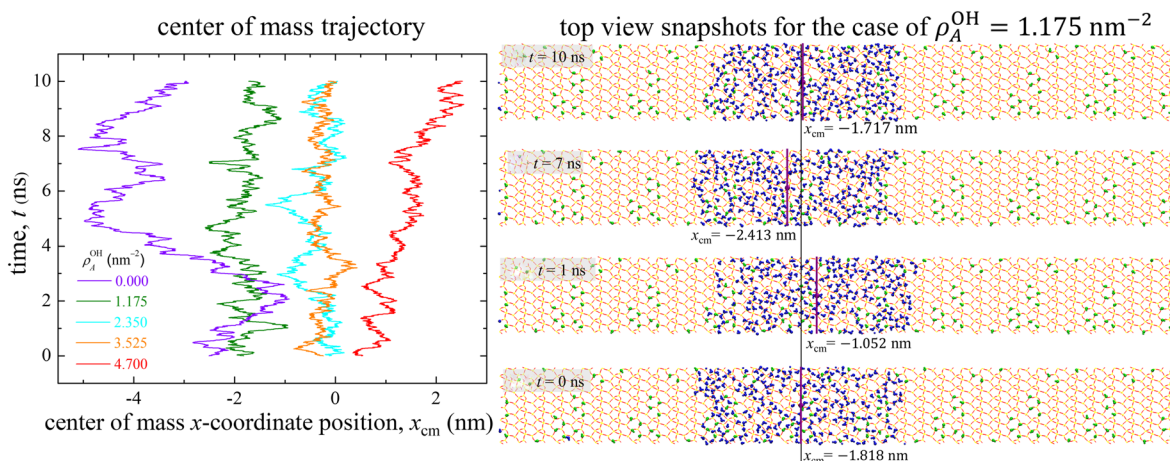 center of mass trajectory
10
8
6
4
2
0
time, t (ns)
ρ_A^OH (nm⁻²)
0.000
1.175
2.350
3.525
4.700
-4
-2
0
2
center of mass x-coordinate position, x_cm (nm)
top view snapshots for the case of ρ_A^OH = 1.175 nm⁻²
t = 10 ns
x_cm= −1.717 nm
t = 7 ns
x_cm= −2.413 nm
t = 1 ns
x_cm= −1.052 nm
t = 0 ns
x_cm= −1.818 nm